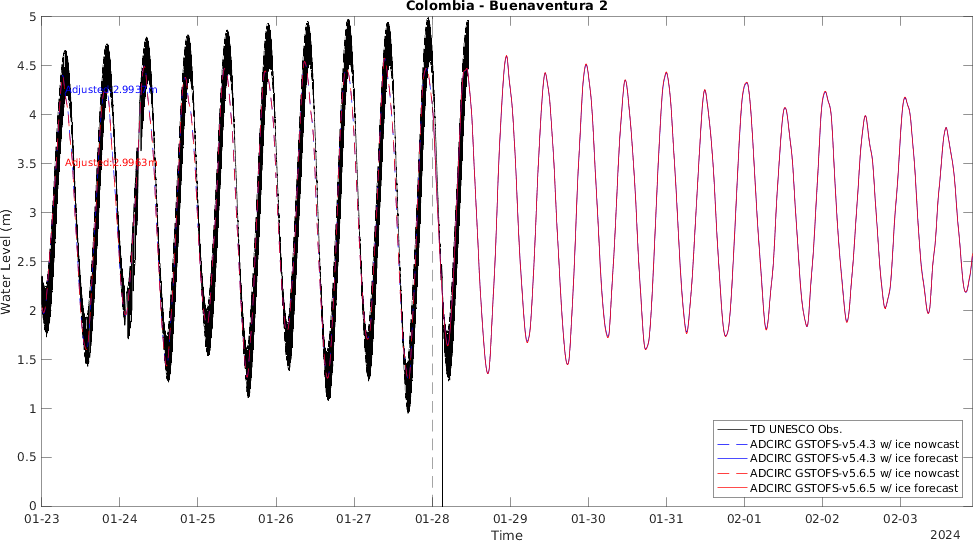 Colombia - Buenaventura 2
5
4.5
4
3.5
3
2.5
2
1.5
1
0.5
0
Water Level (m)
Adjusted:2.9963m
TD UNESCO Obs.
ADCIRC GSTOFS-v5.4.3 w/ ice nowcast
ADCIRC GSTOFS-v5.4.3 w/ ice forecast
ADCIRC GSTOFS-v5.6.5 w/ ice nowcast
ADCIRC GSTOFS-v5.6.5 w/ ice forecast
01-23 01-24 01-25 01-26 01-27 01-28 01-29 01-30 01-31 02-01 02-02 02-03
Time
2024